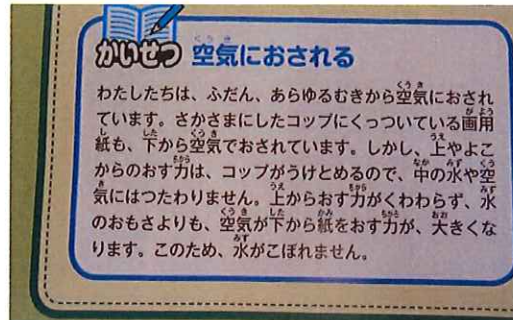 かいせつ 空気におされる
わたしたちは、ふだん、あらゆるむきから空気におされ
ています。さかさまにしたコップにくっついている画用
紙も、下から空気でおされています。しかし、上やよこ
からのおす力は、コップがうけとめるので、中の水や空
気にはつたわりません。上からおす力がくわわらず、水
のおもさよりも、空気が下から紙をおす力が、大きくな
ります。このため、水がこぼれません。